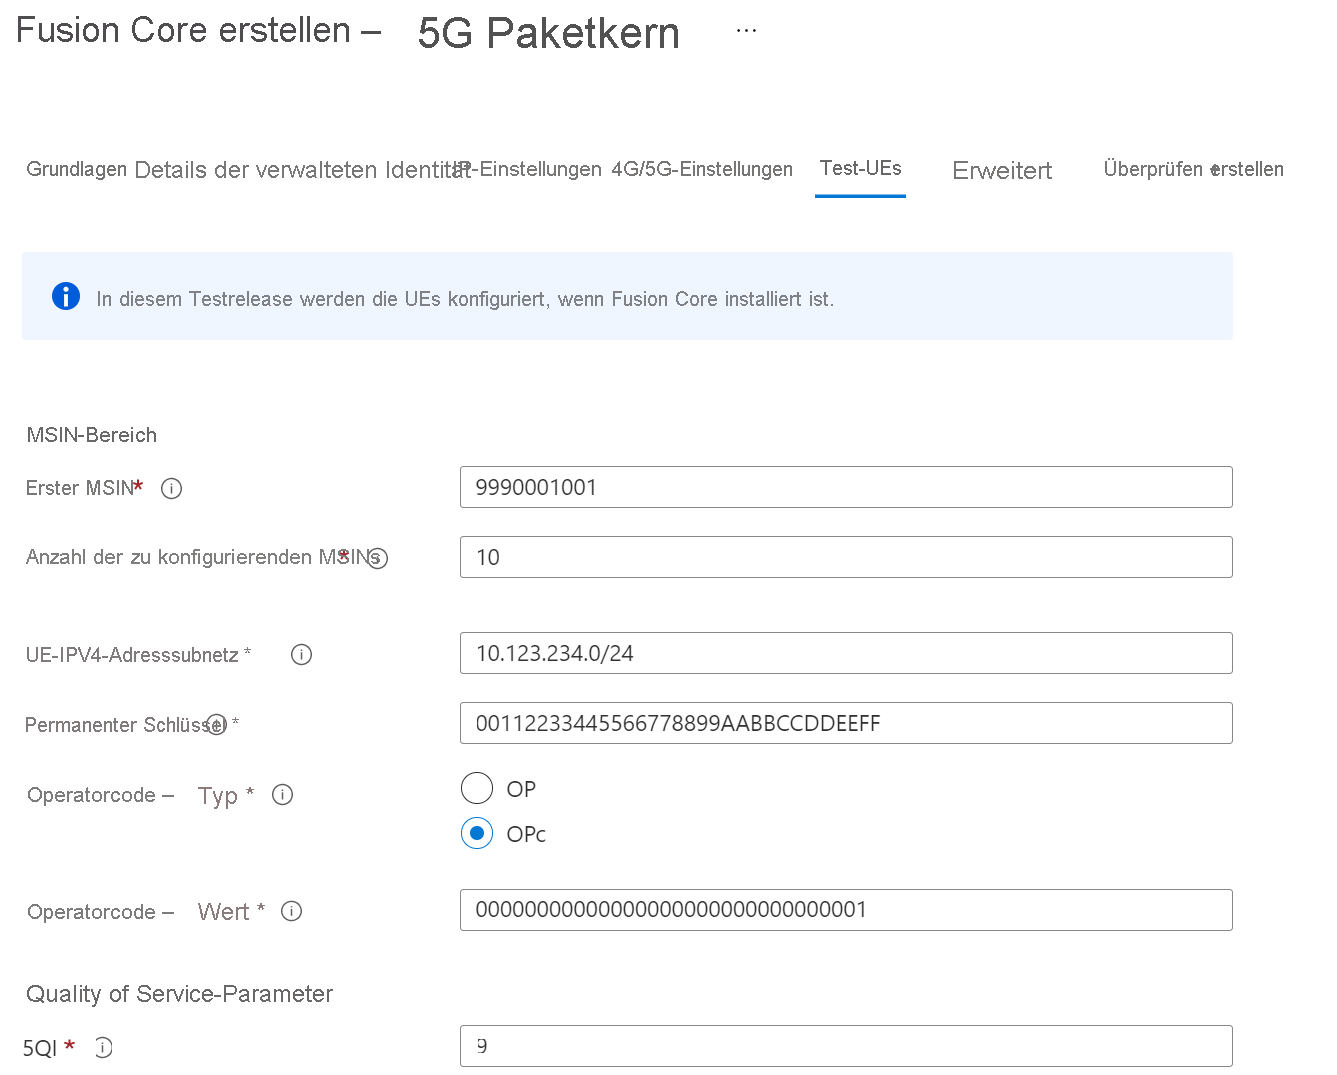 Fusion Core erstellen – 5G Paketkern ...
Grundlagen Details der verwalteten Identität IP-Einstellungen 4G/5G-Einstellungen Test-UEs Erweitert Überprüfen + erstellen
In diesem Testrelease werden die UEs konfiguriert, wenn Fusion Core installiert ist.
MSIN-Bereich
Erster MSIN* 9990001001
Anzahl der zu konfigurierenden MSINs * 10
UE-IPV4-Adresssubnetz * 10.123.234.0/24
Permanenter Schlüssel * 00112233445566778899AABBCCDDEEFF
Operatorcode – Typ * OP
OPc
Operatorcode – Wert * 00000000000000000000000000000001
Quality of Service-Parameter
5QI * 9